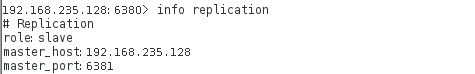 192.168.235.128:6380> info replication
# Replication
role:slave
master_host:192.168.235.128
master_port:6381